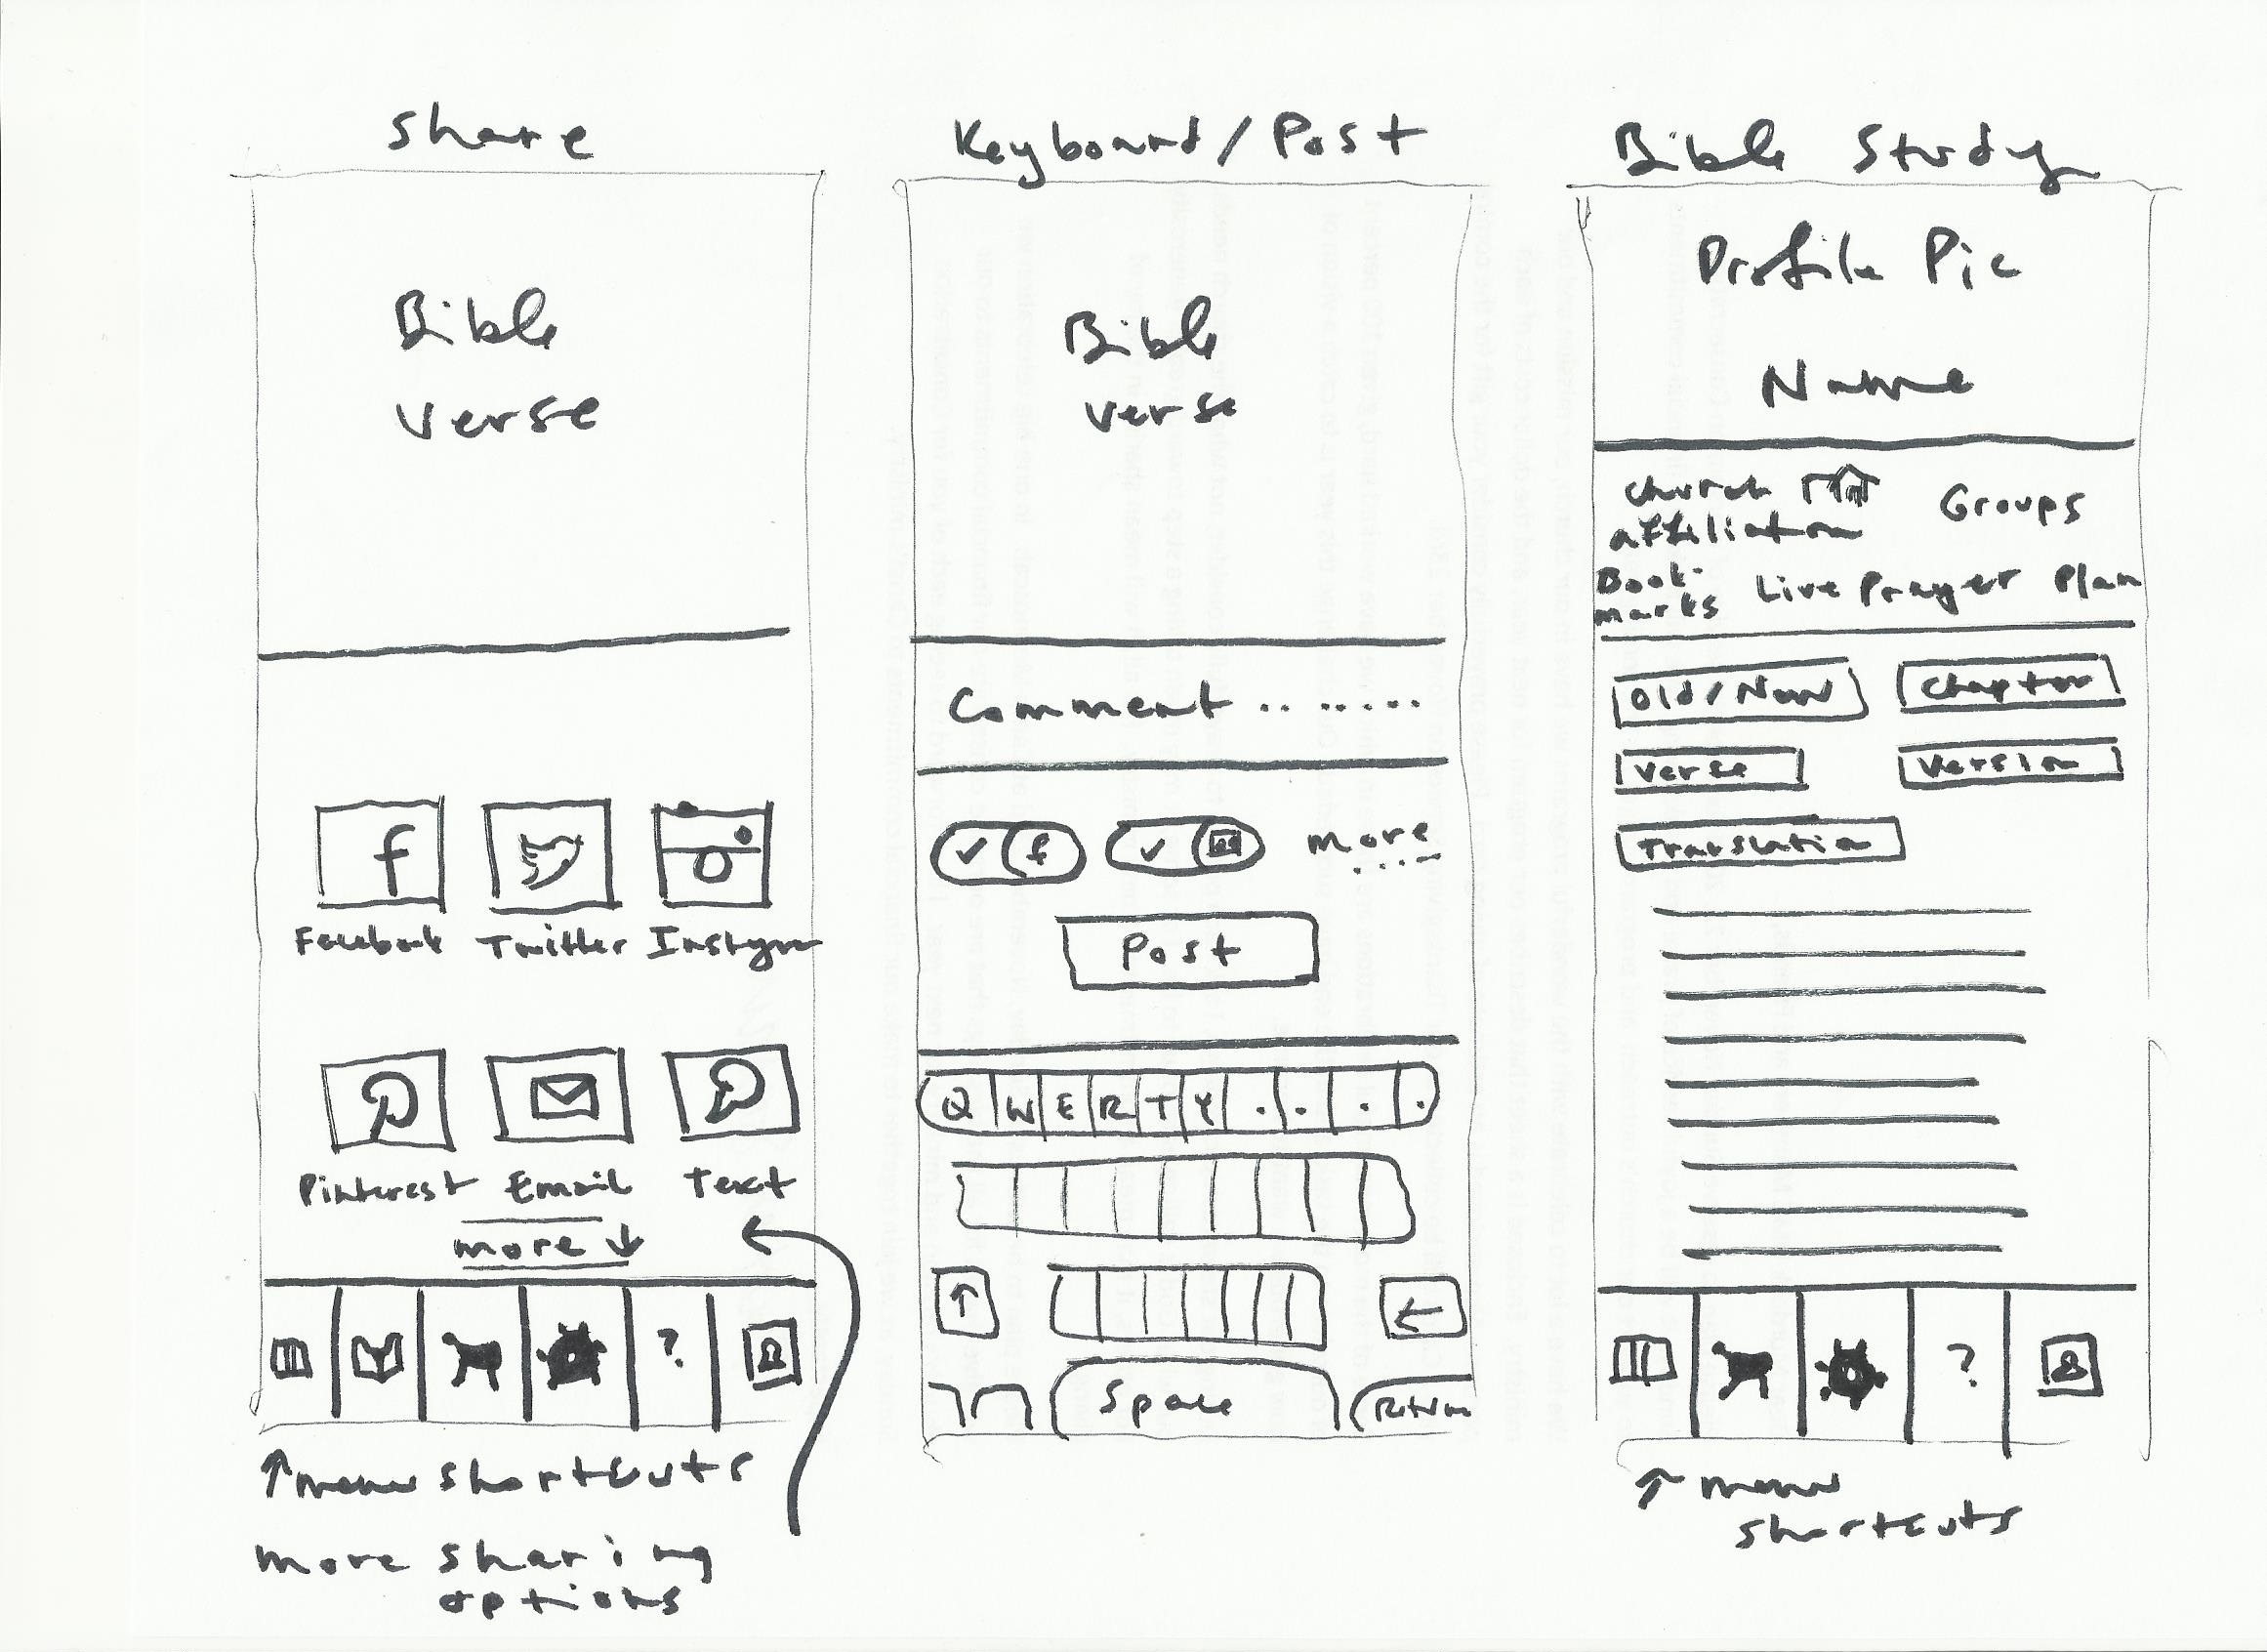 Share
Bible
verse
f
Facebook
Twitter
Instagram
Pinterest
Email
Text
more ↓
?
↑ menu shortcuts
more sharing
options
Keyboard/Post
Bible
verse
Comment .......
✓ f
✓
more
....
Post
Q W E R T Y . . . .
↑
←
Space
Return
Bible Study
Profile Pic
Name
Church
affiliation
Groups
Book-
marks
Live Prayer Plan
Old/New
Chapter
Verse
Version
Translation
?
↑ menu
shortcuts